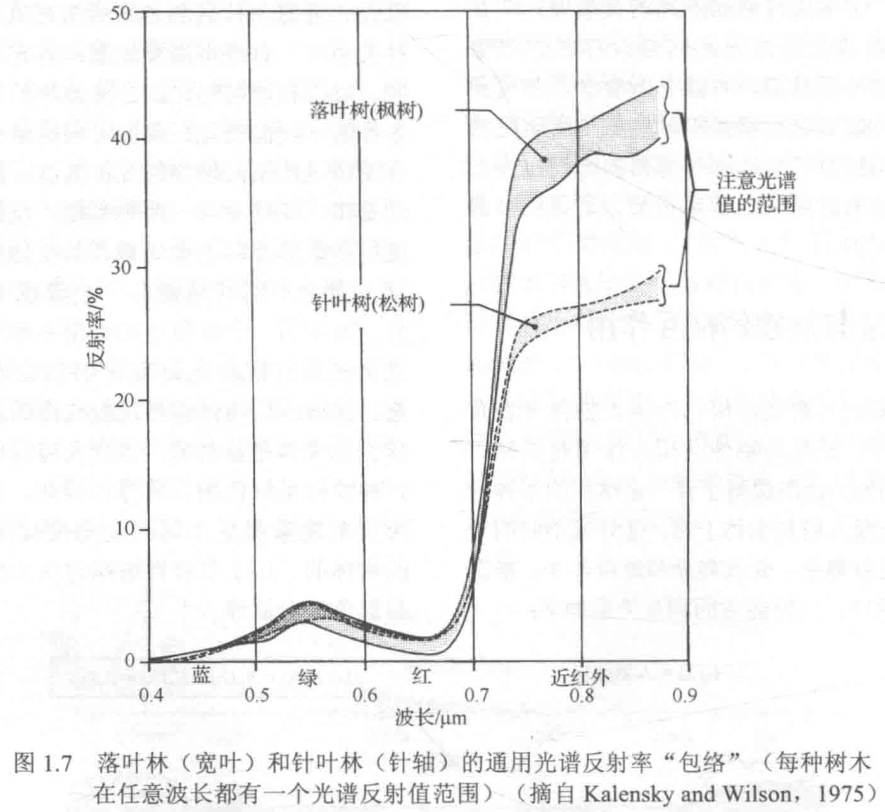 50
40
30
20
10
0
反射率/%
落叶树(枫树)
针叶树(松树)
注意光谱
值的范围
蓝 绿 红 近红外
0.4 0.5 0.6 0.7 0.8 0.9
波长/μm
图 1.7 落叶林（宽叶）和针叶林（针轴）的通用光谱反射率“包络”（每种树木
在任意波长都有一个光谱反射值范围）（摘自 Kalensky and Wilson，1975）